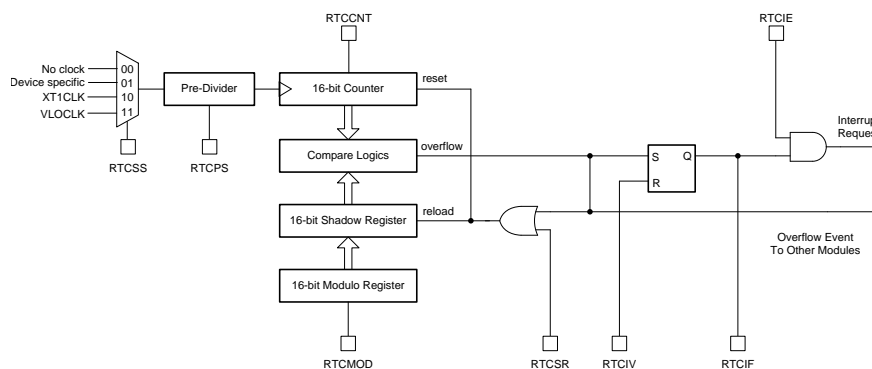 RTCCNT
RTCIE
No clock
00
Device specific
01
XT1CLK
10
VLOCLK
11
Pre-Divider
16-bit Counter
reset
RTCSS
RTCPS
Compare Logics
overflow
S
Q
R
Interrup
Reques
16-bit Shadow Register
reload
Overflow Event
To Other Modules
16-bit Modulo Register
RTCMOD
RTCSR
RTCIV
RTCIF